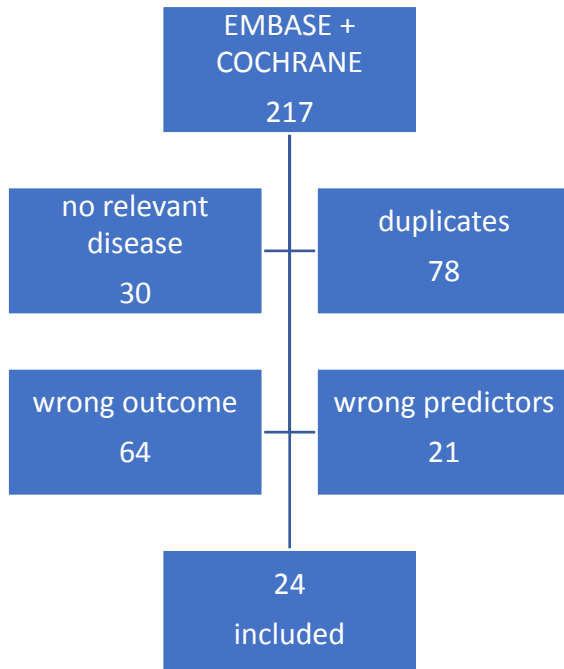 EMBASE +
COCHRANE
217
no relevant
disease
30
duplicates
78
wrong outcome
64
wrong predictors
21
24
included